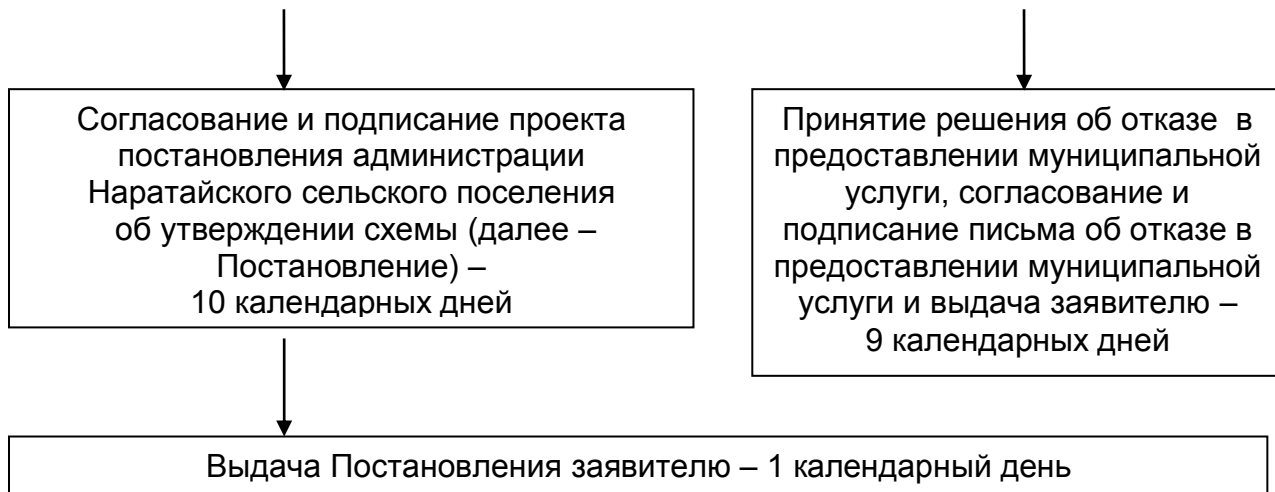 Согласование и подписание проекта
постановления администрации
Наратайского сельского поселения
об утверждении схемы (далее –
Постановление) –
10 календарных дней
Принятие решения об отказе  в
предоставлении муниципальной
услуги, согласование и
подписание письма об отказе в
предоставлении муниципальной
услуги и выдача заявителю –
9 календарных дней
Выдача Постановления заявителю – 1 календарный день